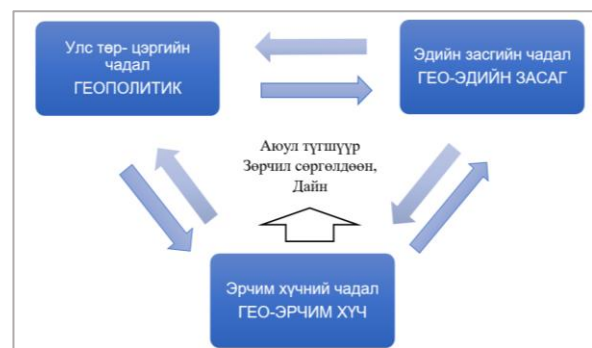 Улс төр- цэргийн
чадал
ГЕОПОЛИТИК
Эдийн засгийн чадал
ГЕО-ЭДИЙН ЗАСАГ
Аюул түгшүүр
Зөрчил сөргөлдөөн,
Дайн
Эрчим хүчний чадал
ГЕО-ЭРЧИМ ХҮЧ